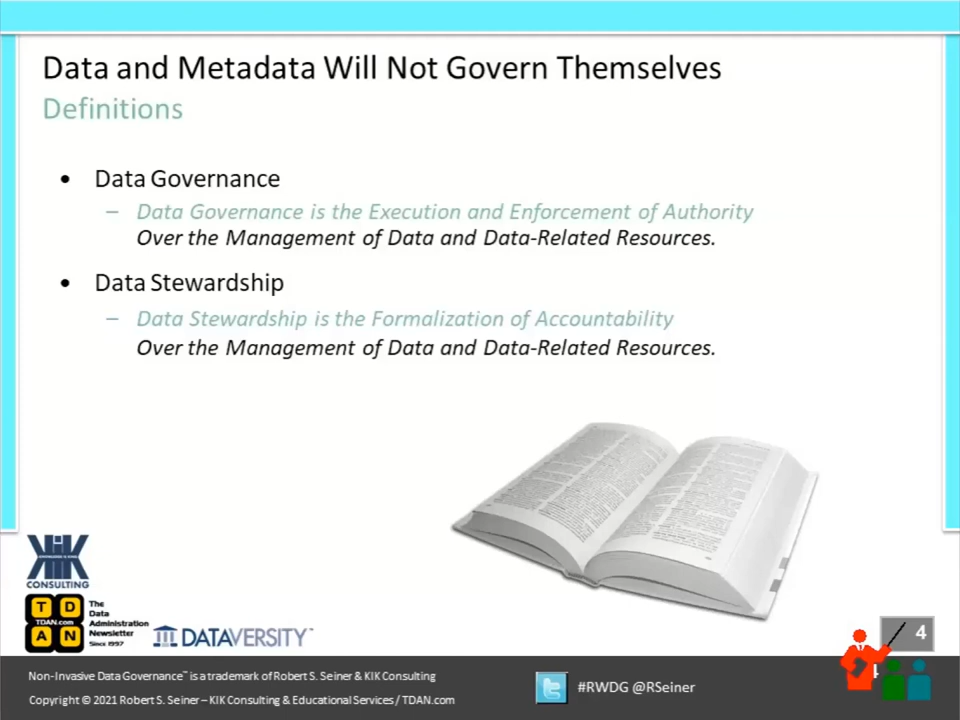 Data and Metadata Will Not Govern Themselves
Definitions
• Data Governance
– Data Governance is the Execution and Enforcement of Authority
Over the Management of Data and Data-Related Resources.
• Data Stewardship
– Data Stewardship is the Formalization of Accountability
Over the Management of Data and Data-Related Resources.
KIK
CONSULTING
T D
TDAN.com
A N
The
Data
Administration
Newsletter
Since 1997
DATAVERSITY™
4
4
Non-Invasive Data Governance™ is a trademark of Robert S. Seiner & KIK Consulting
Copyright © 2021 Robert S. Seiner – KIK Consulting & Educational Services / TDAN.com
#RWDG @RSeiner